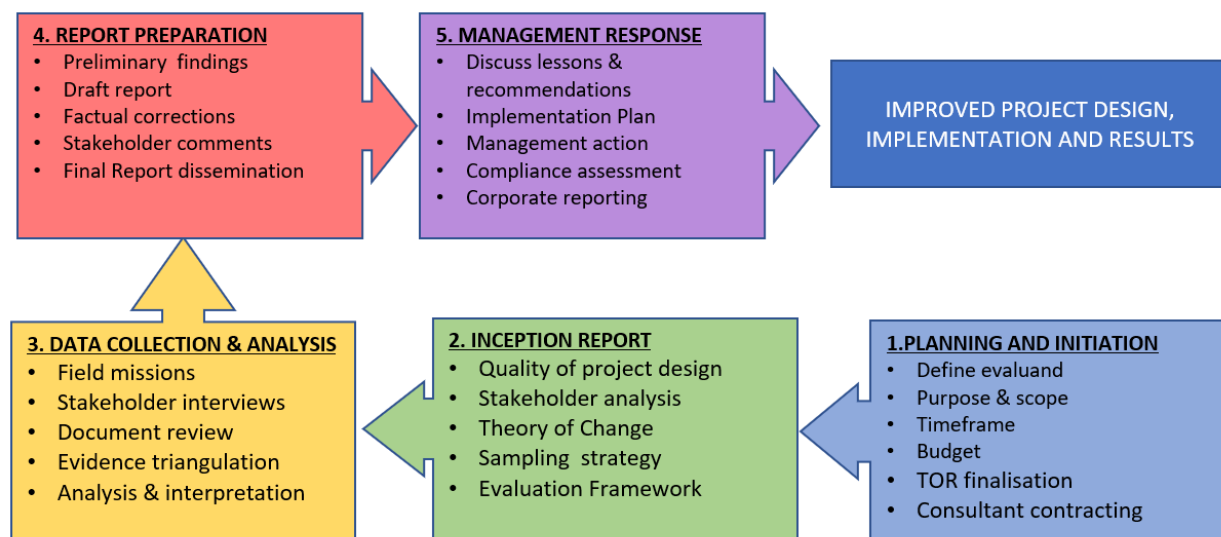 4. REPORT PREPARATION
• Preliminary findings
• Draft report
• Factual corrections
• Stakeholder comments
• Final Report dissemination
5. MANAGEMENT RESPONSE
• Discuss lessons &
recommendations
• Implementation Plan
• Management action
• Compliance assessment
• Corporate reporting
IMPROVED PROJECT DESIGN,
IMPLEMENTATION AND RESULTS
3. DATA COLLECTION & ANALYSIS
• Field missions
• Stakeholder interviews
• Document review
• Evidence triangulation
• Analysis & interpretation
2. INCEPTION REPORT
• Quality of project design
• Stakeholder analysis
• Theory of Change
• Sampling strategy
• Evaluation Framework
1.PLANNING AND INITIATION
• Define evaluand
• Purpose & scope
• Timeframe
• Budget
• TOR finalisation
• Consultant contracting